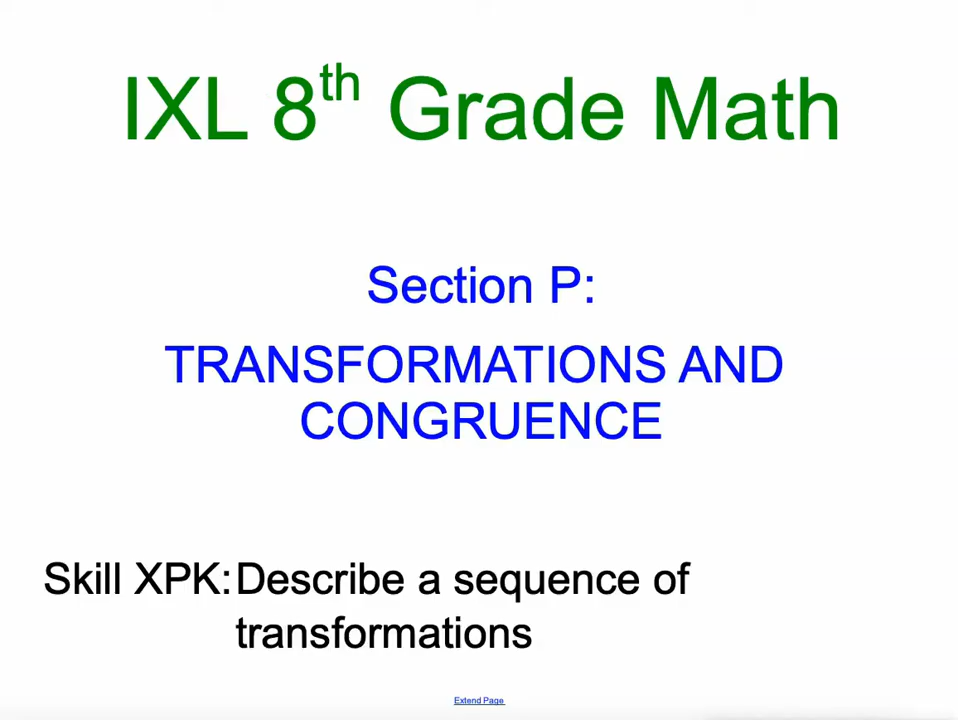 IXL 8th Grade Math
Section P:
TRANSFORMATIONS AND
CONGRUENCE
Skill XPK: Describe a sequence of
transformations
Extend Page